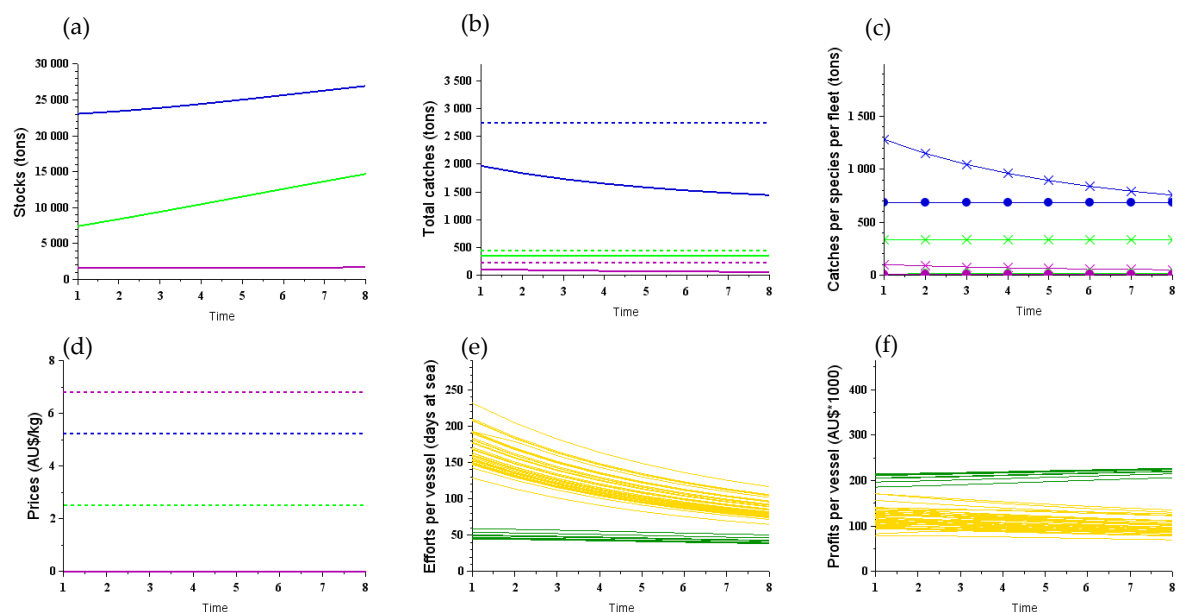 (a)
(b)
(c)
Stocks (tons)
30 000
25 000
20 000
15 000
10 000
5 000
0
1 2 3 4 5 6 7 8
Time
Total catches (tons)
3 500
3 000
2 500
2 000
1 500
1 000
500
0
1 2 3 4 5 6 7 8
Time
Catches per species per fleet (tons)
1 500
1 000
500
0
1 2 3 4 5 6 7 8
Time
(d)
(e)
(f)
Prices (AU$/kg)
8
6
4
2
0
1 2 3 4 5 6 7 8
Time
Efforts per vessel (days at sea)
250
200
150
100
50
0
1 2 3 4 5 6 7 8
Time
Profits per vessel (AU$*1000)
400
300
200
100
0
1 2 3 4 5 6 7 8
Time